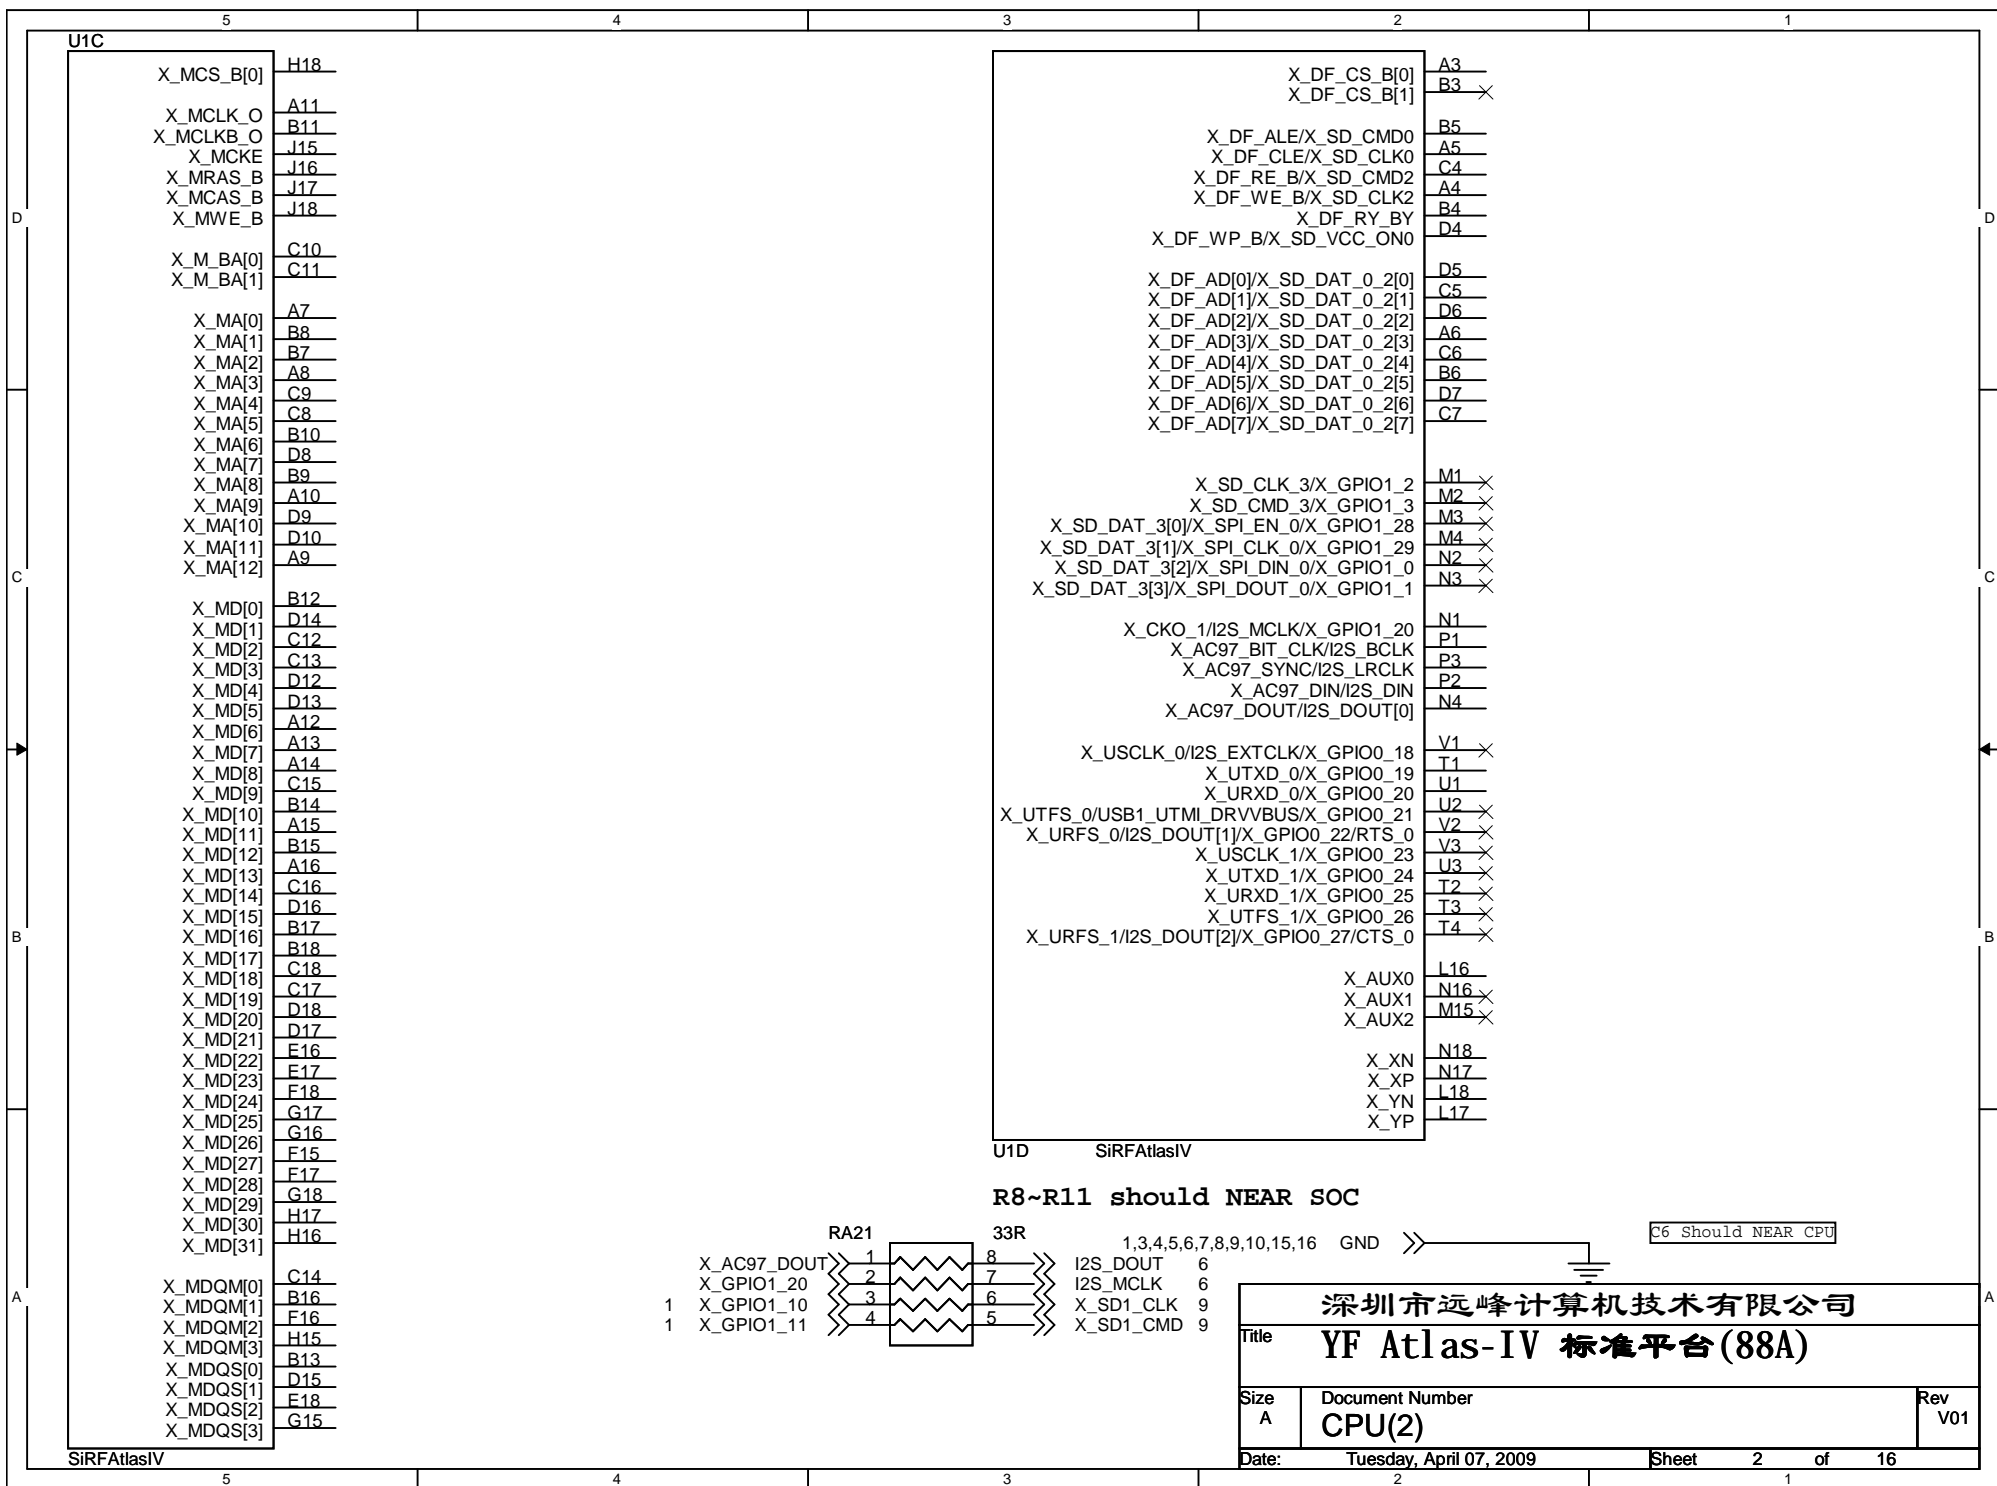 5 4 3 2 1
U1C
X_MCS_B[0] H18
X_MCLK_O A11
X_MCLKB_O B11
X_MCKE J15
X_MRAS_B J16
X_MCAS_B J17
X_MWE_B J18
X_M_BA[0] C10
X_M_BA[1] C11
X_MA[0] A7
X_MA[1] B8
X_MA[2] B7
X_MA[3] A8
X_MA[4] C9
X_MA[5] C8
X_MA[6] B10
X_MA[7] D8
X_MA[8] B9
X_MA[9] A10
X_MA[10] D9
X_MA[11] D10
X_MA[12] A9
X_MD[0] B12
X_MD[1] D14
X_MD[2] C12
X_MD[3] C13
X_MD[4] D12
X_MD[5] D13
X_MD[6] A12
X_MD[7] A13
X_MD[8] A14
X_MD[9] C15
X_MD[10] B14
X_MD[11] A15
X_MD[12] B15
X_MD[13] A16
X_MD[14] C16
X_MD[15] D16
X_MD[16] B17
X_MD[17] B18
X_MD[18] C18
X_MD[19] C17
X_MD[20] D18
X_MD[21] D17
X_MD[22] E16
X_MD[23] E17
X_MD[24] F18
X_MD[25] G17
X_MD[26] G16
X_MD[27] F15
X_MD[28] F17
X_MD[29] G18
X_MD[30] H17
X_MD[31] H16
X_MDQM[0] C14
X_MDQM[1] B16
X_MDQM[2] F16
X_MDQM[3] H15
X_MDQS[0] B13
X_MDQS[1] D15
X_MDQS[2] E18
X_MDQS[3] G15
SiRFAtlasIV
X_DF_CS_B[0] A3
X_DF_CS_B[1] B3
X_DF_ALE/X_SD_CMD0 B5
X_DF_CLE/X_SD_CLK0 A5
X_DF_RE_B/X_SD_CMD2 C4
X_DF_WE_B/X_SD_CLK2 A4
X_DF_RY_BY B4
X_DF_WP_B/X_SD_VCC_ON0 D4
X_DF_AD[0]/X_SD_DAT_0_2[0] D5
X_DF_AD[1]/X_SD_DAT_0_2[1] C5
X_DF_AD[2]/X_SD_DAT_0_2[2] D6
X_DF_AD[3]/X_SD_DAT_0_2[3] A6
X_DF_AD[4]/X_SD_DAT_0_2[4] C6
X_DF_AD[5]/X_SD_DAT_0_2[5] B6
X_DF_AD[6]/X_SD_DAT_0_2[6] D7
X_DF_AD[7]/X_SD_DAT_0_2[7] C7
X_SD_CLK_3/X_GPIO1_2 M1
X_SD_CMD_3/X_GPIO1_3 M2
X_SD_DAT_3[0]/X_SPI_EN_0/X_GPIO1_28 M3
X_SD_DAT_3[1]/X_SPI_CLK_0/X_GPIO1_29 M4
X_SD_DAT_3[2]/X_SPI_DIN_0/X_GPIO1_0 N2
X_SD_DAT_3[3]/X_SPI_DOUT_0/X_GPIO1_1 N3
X_CKO_1/I2S_MCLK/X_GPIO1_20 N1
X_AC97_BIT_CLK/I2S_BCLK P1
X_AC97_SYNC/I2S_LRCLK P3
X_AC97_DIN/I2S_DIN P2
X_AC97_DOUT/I2S_DOUT[0] N4
X_USCLK_0/I2S_EXTCLK/X_GPIO0_18 V1
X_UTXD_0/X_GPIO0_19 T1
X_URXD_0/X_GPIO0_20 U1
X_UTFS_0/USB1_UTMI_DRVVBUS/X_GPIO0_21 U2
X_URFS_0/I2S_DOUT[1]/X_GPIO0_22/RTS_0 V2
X_USCLK_1/X_GPIO0_23 V3
X_UTXD_1/X_GPIO0_24 U3
X_URXD_1/X_GPIO0_25 T2
X_UTFS_1/X_GPIO0_26 T3
X_URFS_1/I2S_DOUT[2]/X_GPIO0_27/CTS_0 T4
X_AUX0 L16
X_AUX1 N16
X_AUX2 M15
X_XN N18
X_XP N17
X_YN L18
X_YP L17
U1D SiRFAtlasIV
R8~R11 should NEAR SOC
RA21 33R
X_AC97_DOUT 1 8 I2S_DOUT 6
X_GPIO1_20 2 7 I2S_MCLK 6
1 X_GPIO1_10 3 6 X_SD1_CLK 9
1 X_GPIO1_11 4 5 X_SD1_CMD 9
1,3,4,5,6,7,8,9,10,15,16 GND
C6 Should NEAR CPU
深圳市远峰计算机技术有限公司
Title YF Atlas-IV 标准平台(88A)
Size A
Document Number CPU(2)
Rev V01
Date: Tuesday, April 07, 2009 Sheet 2 of 16
D D
C C
B B
A A
5 4 3 2 1